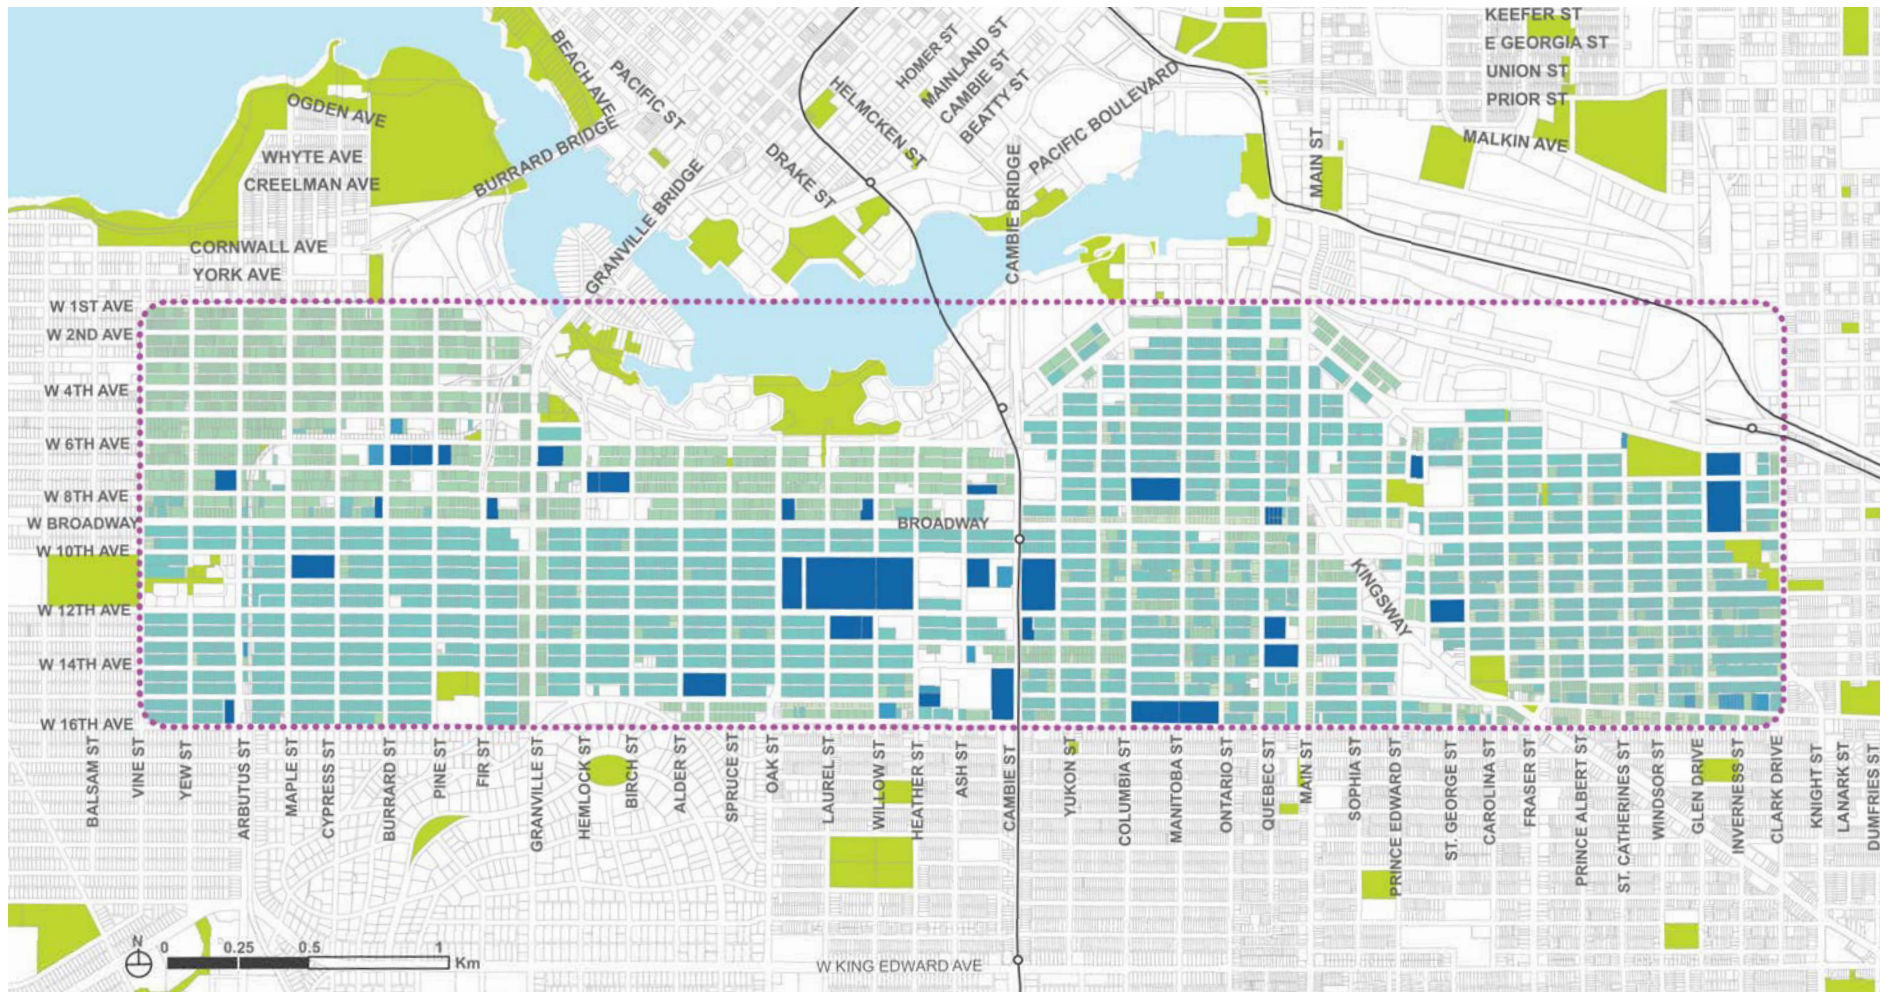 KEEFER ST
E GEORGIA ST
UNION ST
PRIOR ST
MALKIN AVE
BEACH AVE
PACIFIC ST
HOMER ST
MAINLAND ST
CAMBIE ST
BEATTY ST
HELMCKEN ST
PACIFIC BOULEVARD
DRAKE ST
MAIN ST
OGDEN AVE
WHYTE AVE
CREELMAN AVE
BURRARD BRIDGE
GRANVILLE BRIDGE
CAMBIE BRIDGE
CORNWALL AVE
YORK AVE
W 1ST AVE
W 2ND AVE
W 4TH AVE
W 6TH AVE
W 8TH AVE
W BROADWAY
BROADWAY
W 10TH AVE
W 12TH AVE
KINGSWAY
W 14TH AVE
W 16TH AVE
BALSAM ST
VINE ST
YEW ST
ARBUTUS ST
MAPLE ST
CYPRESS ST
BURRARD ST
PINE ST
FIR ST
GRANVILLE ST
HEMLOCK ST
BIRCH ST
ALDER ST
SPRUCE ST
OAK ST
LAUREL ST
WILLOW ST
HEATHER ST
ASH ST
CAMBIE ST
YUKON ST
COLUMBIA ST
MANITOBA ST
ONTARIO ST
QUEBEC ST
MAIN ST
SOPHIA ST
PRINCE EDWARD ST
ST. GEORGE ST
CAROLINA ST
FRASER ST
PRINCE ALBERT ST
ST. CATHERINES ST
WINDSOR ST
GLEN DRIVE
INVERNESS ST
CLARK DRIVE
KNIGHT ST
LANARK ST
DUMFRIES ST
N
0 0.25 0.5 1
Km
W KING EDWARD AVE